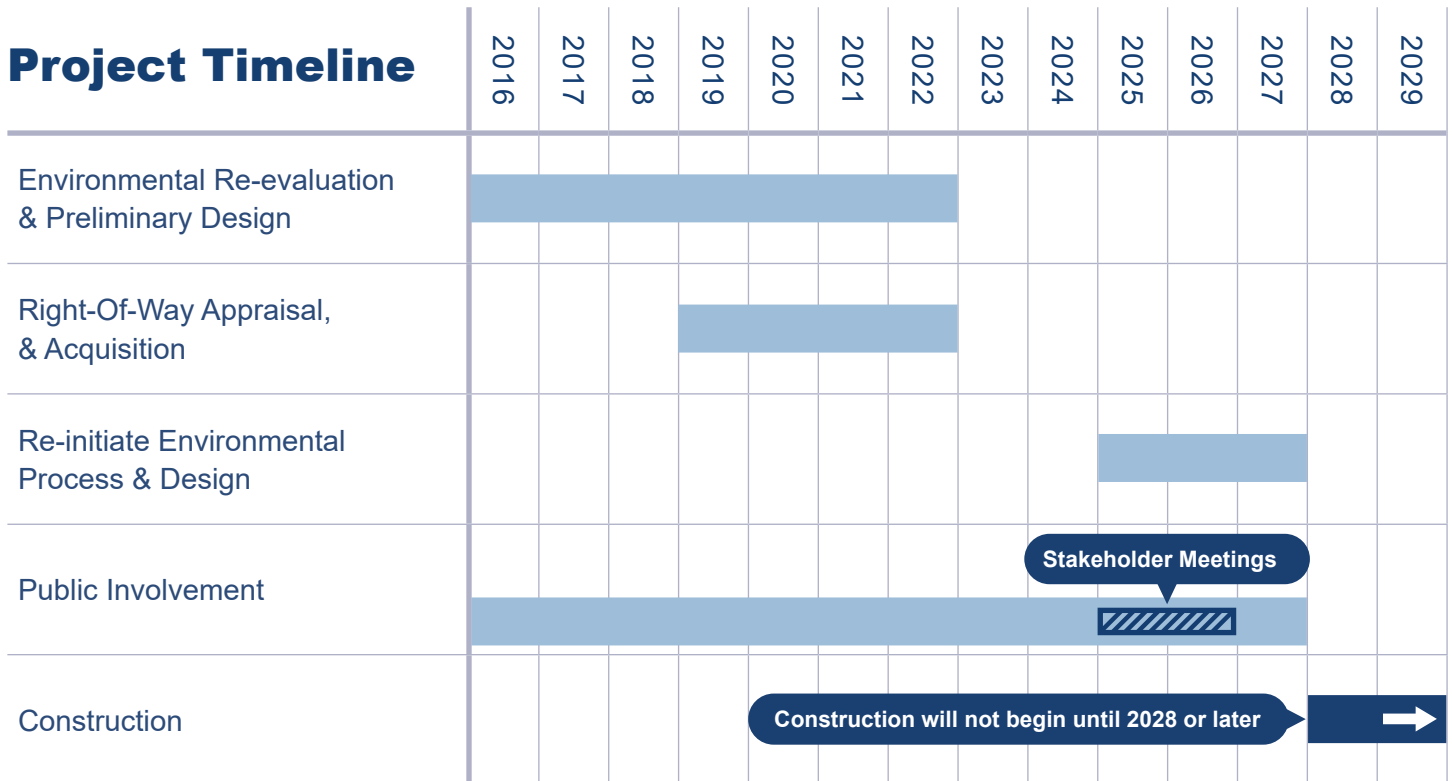 Project Timeline
2016
2017
2018
2019
2020
2021
2022
2023
2024
2025
2026
2027
2028
2029
Environmental Re-evaluation
& Preliminary Design
Right-Of-Way Appraisal,
& Acquisition
Re-initiate Environmental
Process & Design
Public Involvement
Stakeholder Meetings
Construction
Construction will not begin until 2028 or later